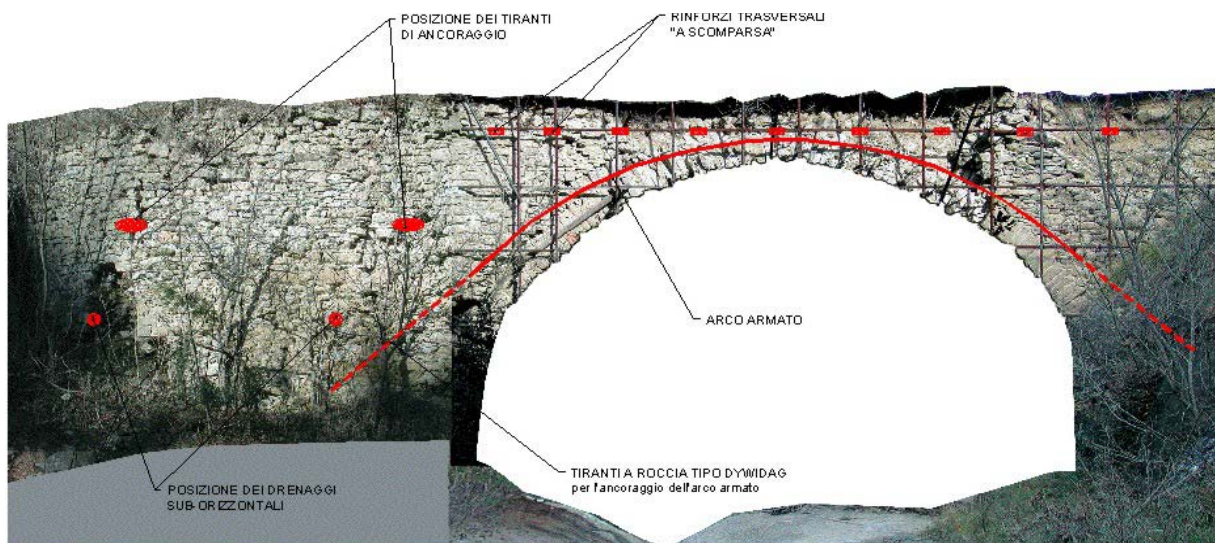 POSIZIONE DEI TIRANTI
DI ANCORAGGIO
RINFORZI TRASVERSALI
"A SCOMPARSA"
ARCO ARMATO
TIRANTI A ROCCIA TIPO DYWIDAG
per l'ancoraggio dell'arco armato
POSIZIONE DEI DRENAGGI
SUB-ORIZZONTALI